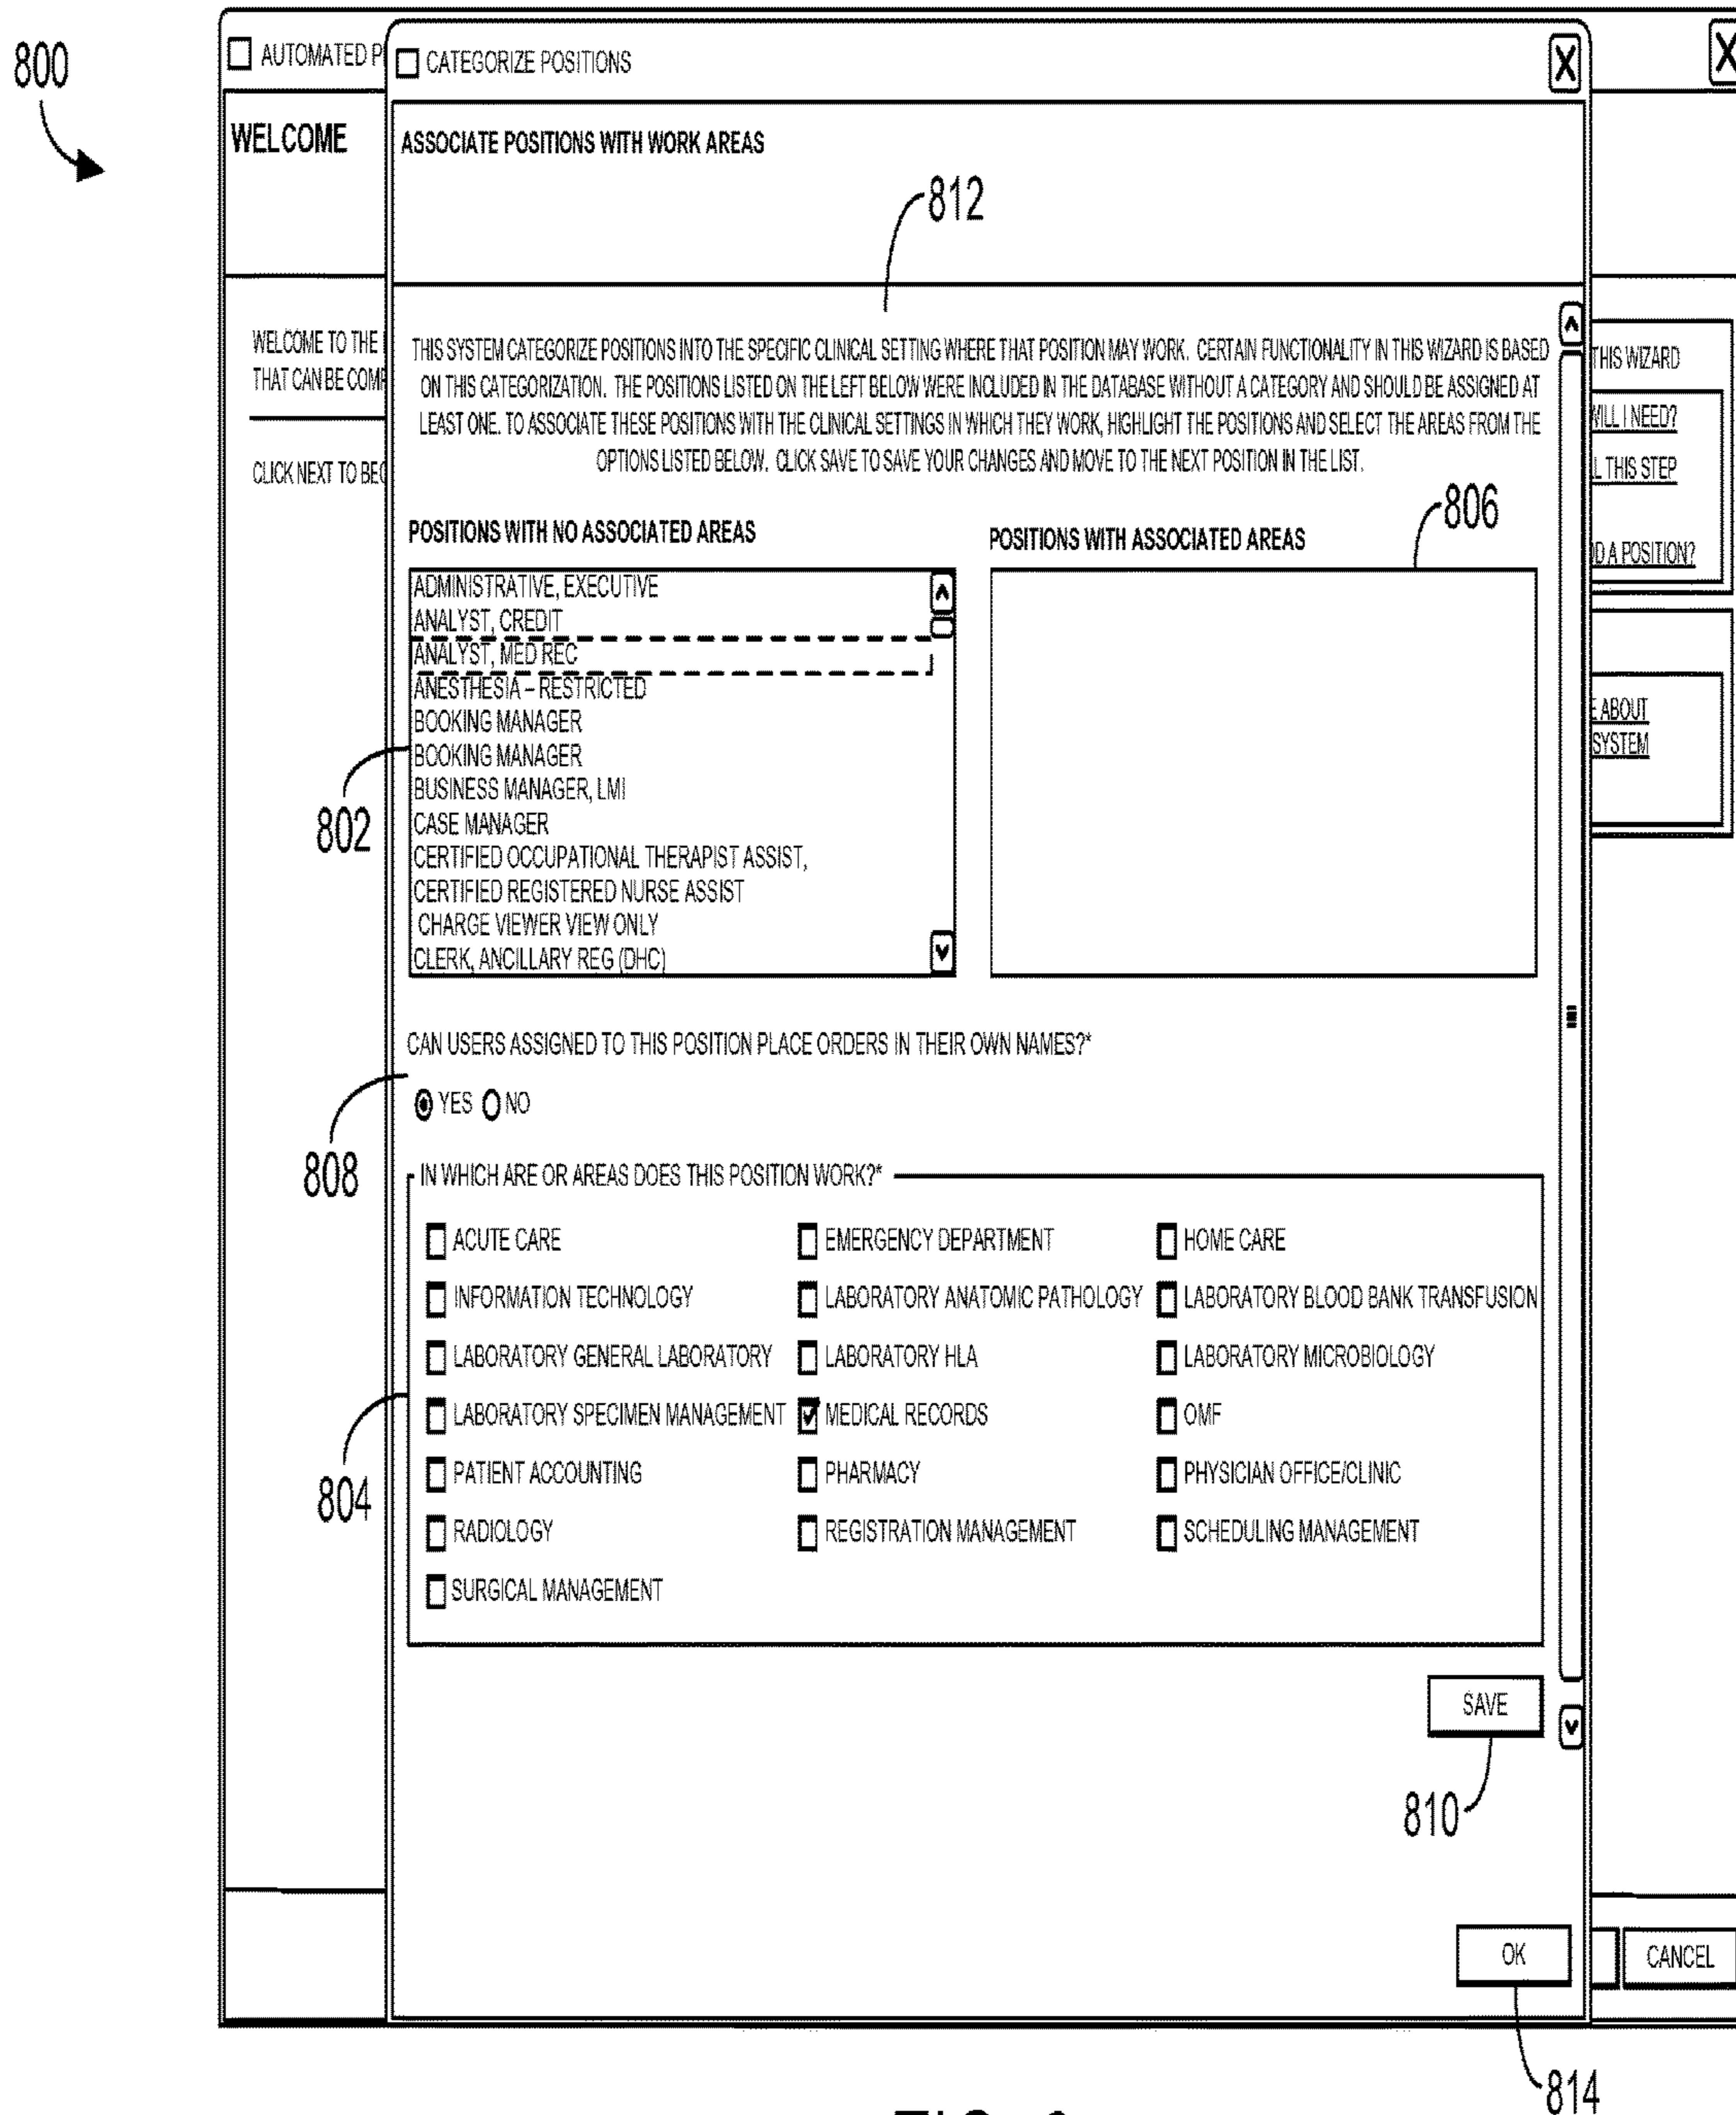 800
AUTOMATED P
CATEGORIZE POSITIONS
X
X
WELCOME
ASSOCIATE POSITIONS WITH WORK AREAS
812
WELCOME TO THE
THAT CAN BE COMP
CLICK NEXT TO BEG
THIS SYSTEM CATEGORIZE POSITIONS INTO THE SPECIFIC CLINICAL SETTING WHERE THAT POSITION MAY WORK. CERTAIN FUNCTIONALITY IN THIS WIZARD IS BASED
ON THIS CATEGORIZATION. THE POSITIONS LISTED ON THE LEFT BELOW WERE INCLUDED IN THE DATABASE WITHOUT A CATEGORY AND SHOULD BE ASSIGNED AT
LEAST ONE. TO ASSOCIATE THESE POSITIONS WITH THE CLINICAL SETTINGS IN WHICH THEY WORK, HIGHLIGHT THE POSITIONS AND SELECT THE AREAS FROM THE
OPTIONS LISTED BELOW. CLICK SAVE TO SAVE YOUR CHANGES AND MOVE TO THE NEXT POSITION IN THE LIST.
THIS WIZARD
WILL I NEED?
L THIS STEP
D A POSITION?
E ABOUT
SYSTEM
POSITIONS WITH NO ASSOCIATED AREAS
POSITIONS WITH ASSOCIATED AREAS
806
ADMINISTRATIVE, EXECUTIVE
ANALYST, CREDIT
ANALYST, MED REC
ANESTHESIA – RESTRICTED
BOOKING MANAGER
BOOKING MANAGER
BUSINESS MANAGER, LMI
CASE MANAGER
CERTIFIED OCCUPATIONAL THERAPIST ASSIST,
CERTIFIED REGISTERED NURSE ASSIST
CHARGE VIEWER VIEW ONLY
CLERK, ANCILLARY REG (DHC)
802
CAN USERS ASSIGNED TO THIS POSITION PLACE ORDERS IN THEIR OWN NAMES?*
YES NO
808
IN WHICH ARE OR AREAS DOES THIS POSITION WORK?*
ACUTE CARE EMERGENCY DEPARTMENT HOME CARE
INFORMATION TECHNOLOGY LABORATORY ANATOMIC PATHOLOGY LABORATORY BLOOD BANK TRANSFUSION
LABORATORY GENERAL LABORATORY LABORATORY HLA LABORATORY MICROBIOLOGY
LABORATORY SPECIMEN MANAGEMENT MEDICAL RECORDS OMF
PATIENT ACCOUNTING PHARMACY PHYSICIAN OFFICE/CLINIC
RADIOLOGY REGISTRATION MANAGEMENT SCHEDULING MANAGEMENT
SURGICAL MANAGEMENT
804
SAVE
810
OK
CANCEL
814